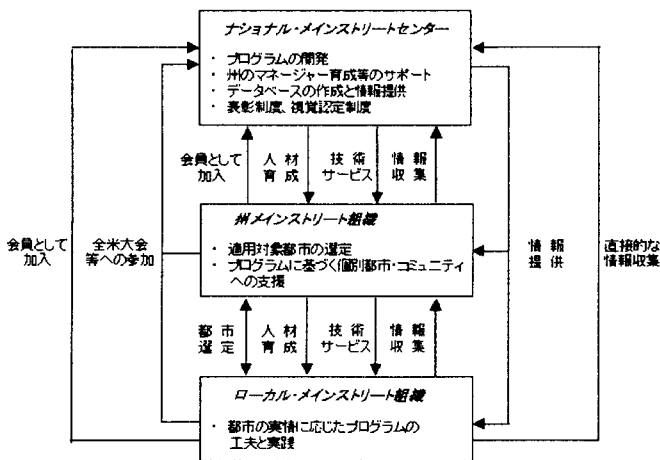 ナショナル・メインストリートセンター
・ プログラムの開発
・ 州のマネージャー育成等のサポート
・ データベースの作成と情報提供
・ 表彰制度、視覚認定制度
会員として
加入
人 材
育 成
技 術
サービス
情 報
収 集
州メインストリート組織
・ 適用対象都市の選定
・ プログラムに基づく個別都市・コミュニティ
への支援
会員として
加入
全米大会
等への参加
情 報
提 供
直接的な
情報収集
都 市
選 定
人 材
育 成
技 術
サービス
情 報
収 集
ローカル・メインストリート組織
・ 都市の実情に応じたプログラムの
工夫と実践